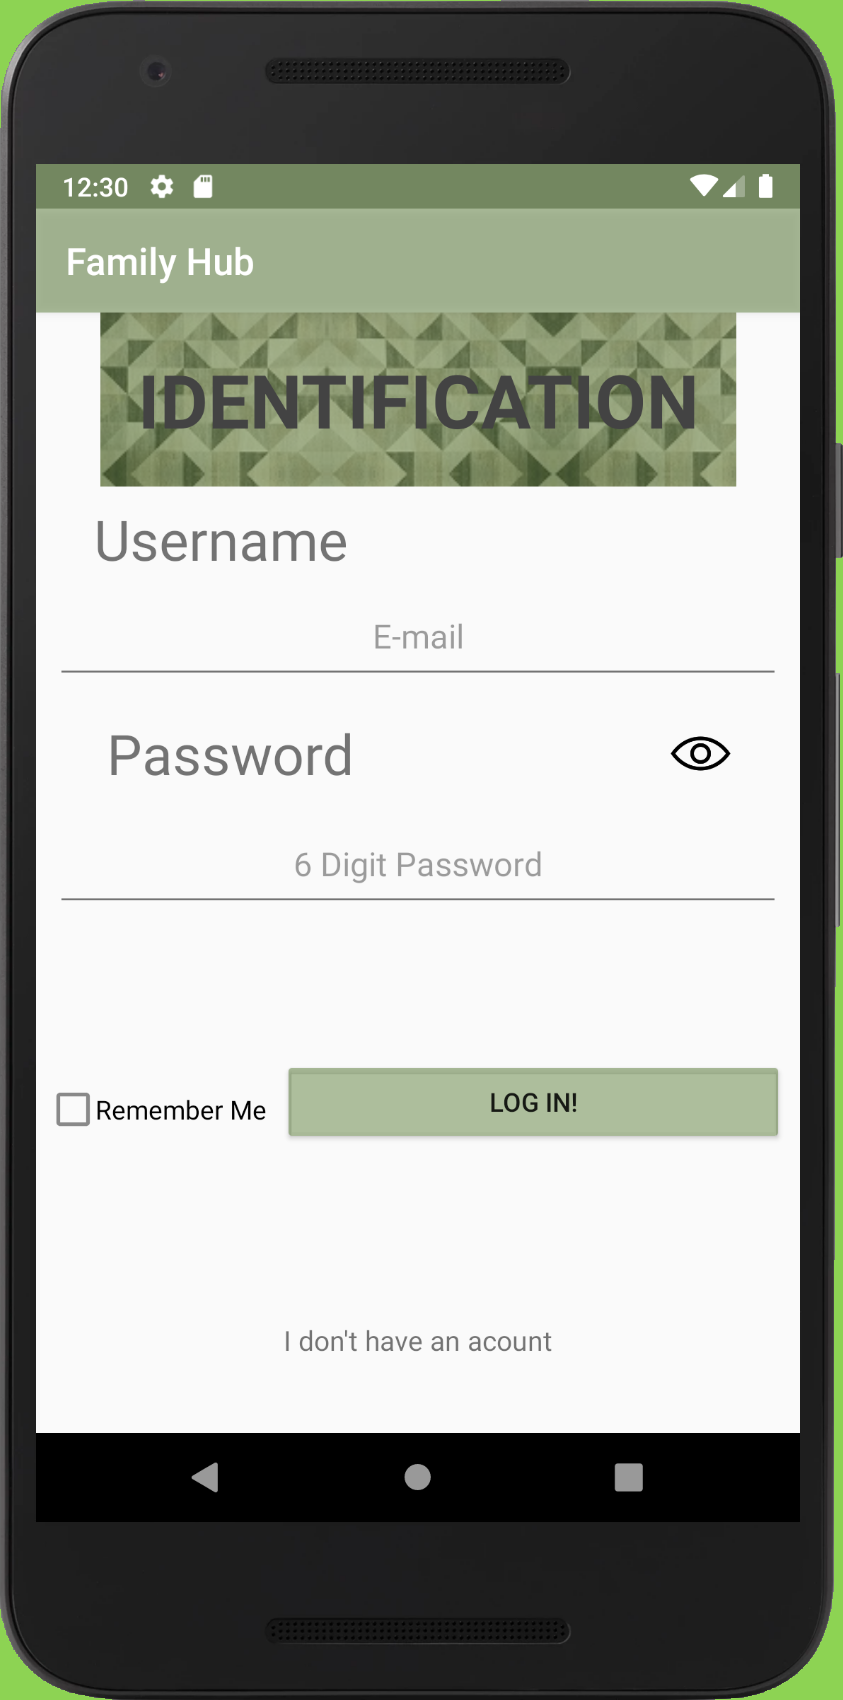 12:30
Family Hub
IDENTIFICATION
Username
E-mail
Password
6 Digit Password
Remember Me
LOG IN!
I don't have an acount